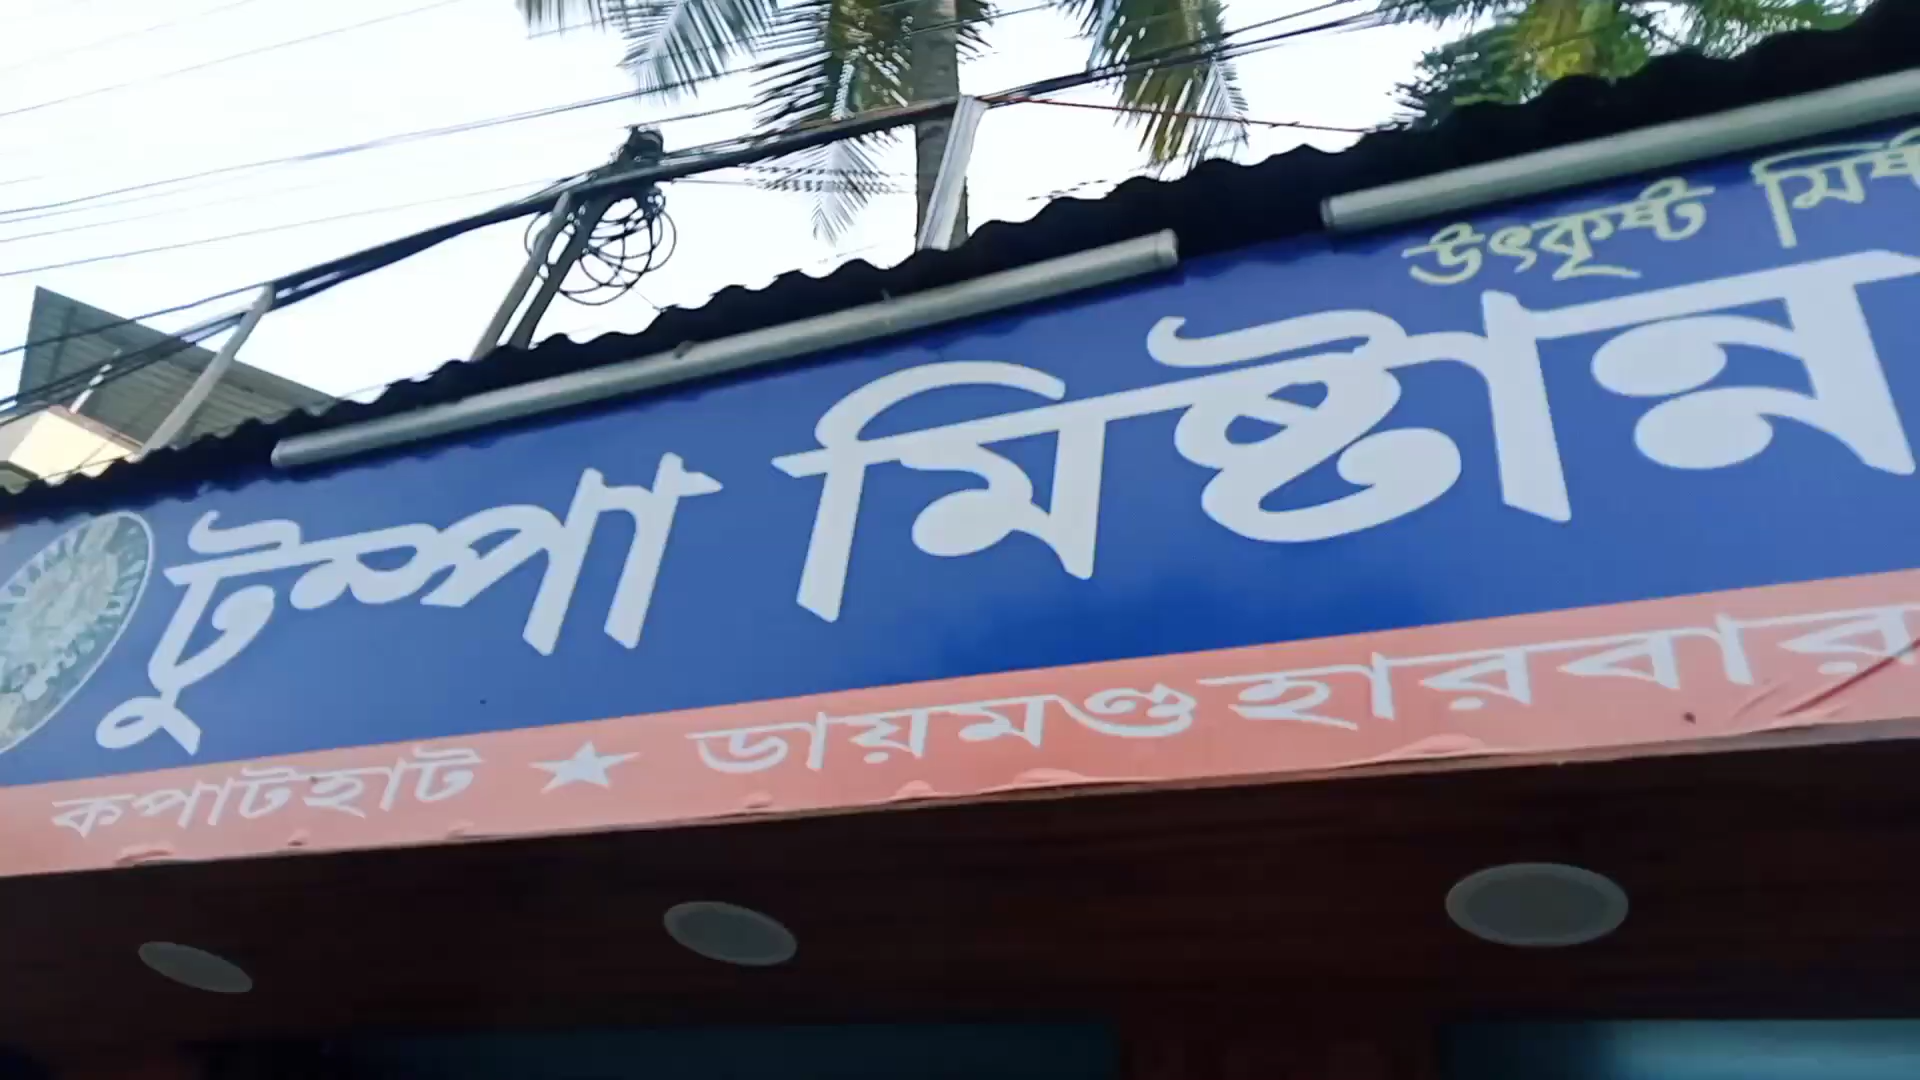 উৎকৃষ্ট
টুম্পা মিষ্টান্ন
কপাটহাট ★ ডায়মণ্ডহারবার